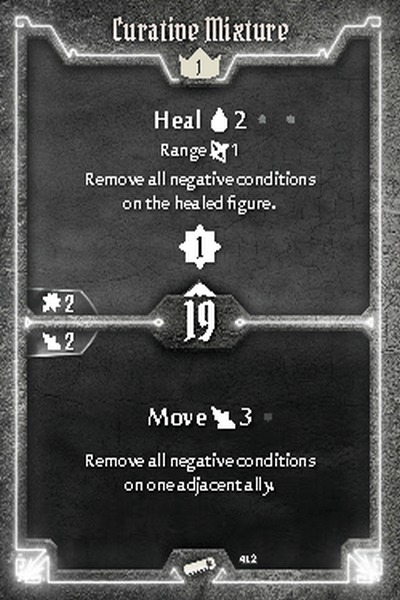 Curative Mixture
1
Heal 2
Range 1
Remove all negative conditions
on the healed figure.
1
2
19
2
Move 3
Remove all negative conditions
on one adjacent ally.
412